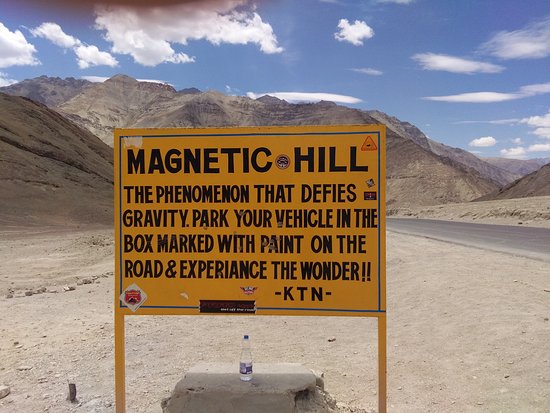 MAGNETIC HILL
THE PHENOMENON THAT DEFIES
GRAVITY. PARK YOUR VEHICLE IN THE
BOX MARKED WITH PAINT ON THE
ROAD & EXPERIANCE THE WONDER!!
-KTN-